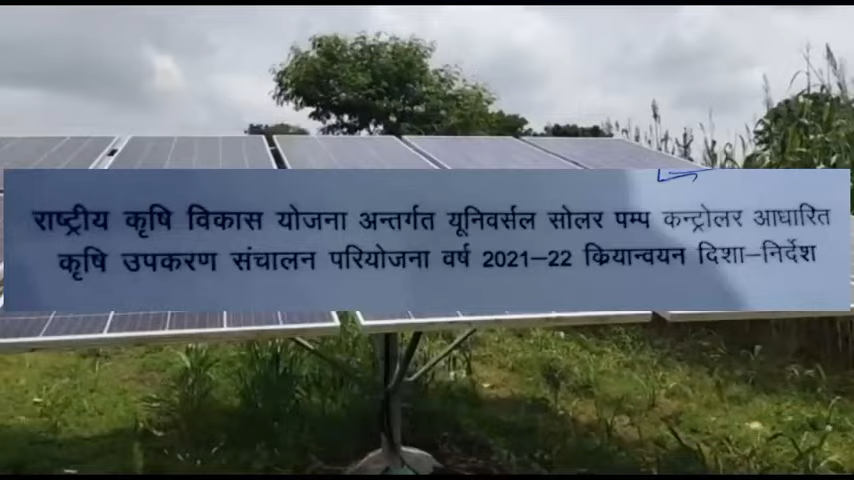 राष्ट्रीय कृषि विकास योजना अन्तर्गत यूनिवर्सल सोलर पम्प कन्ट्रोलर आधारित
कृषि उपकरण संचालन परियोजना वर्ष 2021–22 कियान्वयन दिशा–निर्देश